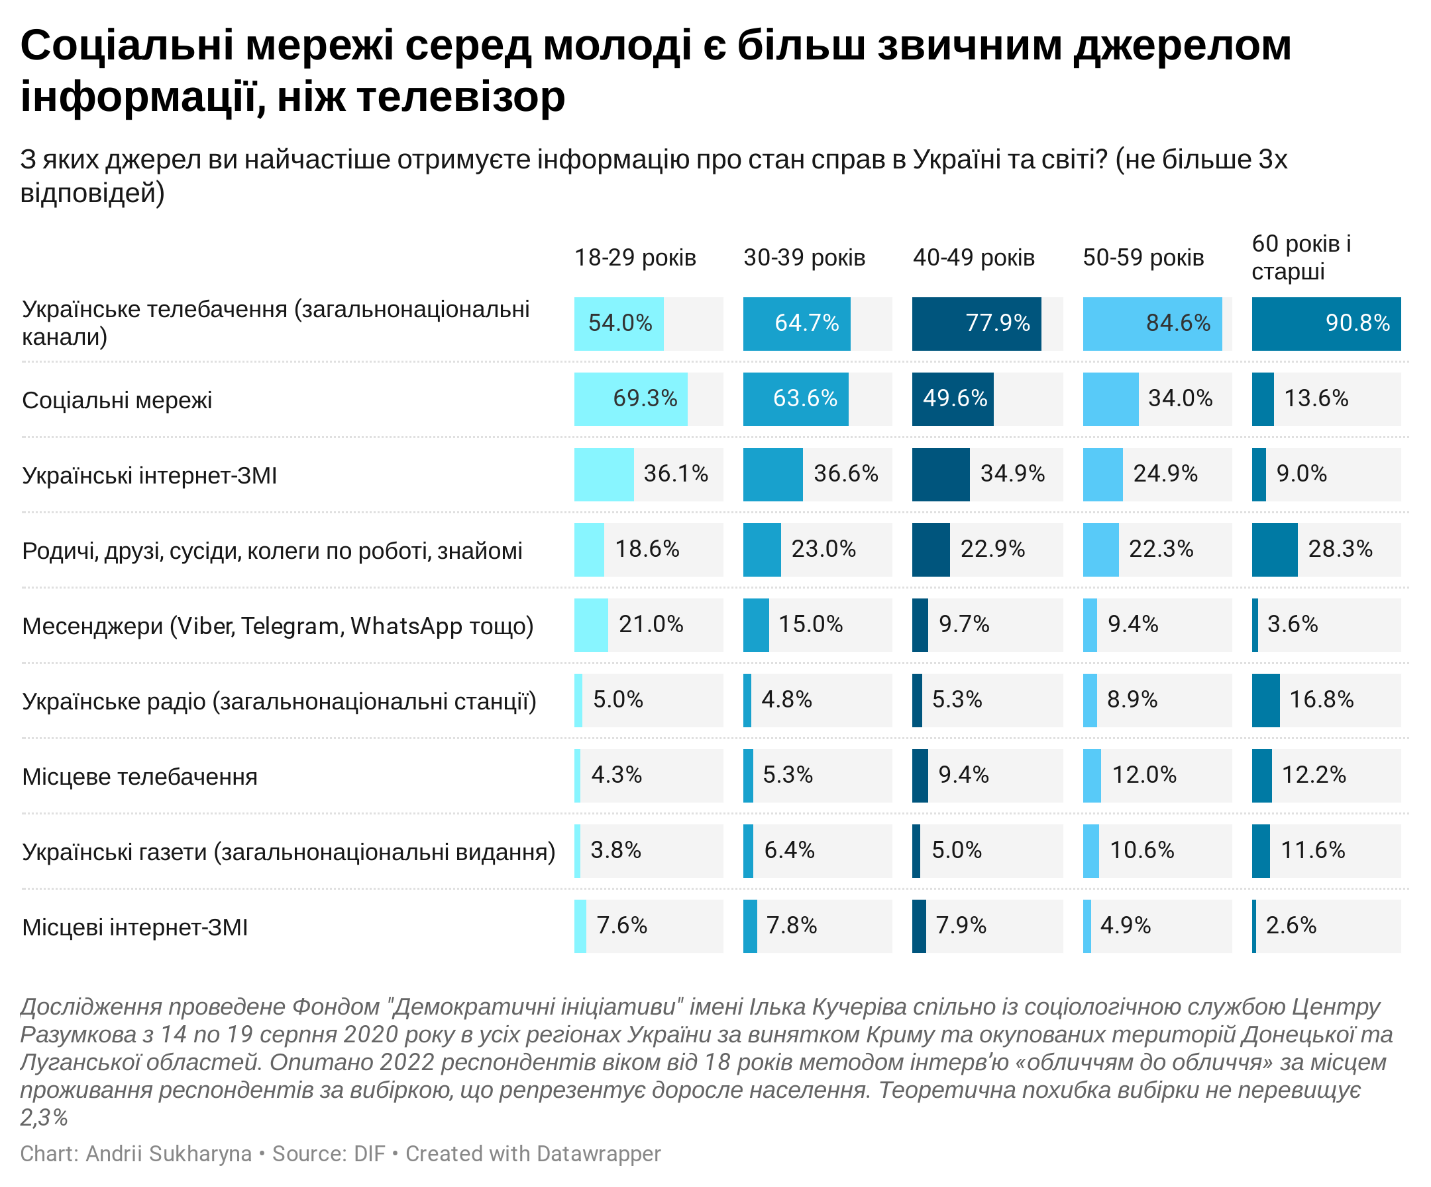 Соціальні мережі серед молоді є більш звичним джерелом
інформації, ніж телевізор
З яких джерел ви найчастіше отримуєте інформацію про стан справ в Україні та світі? (не більше 3х
відповідей)
18-29 років 30-39 років 40-49 років 50-59 років 60 років і
старші
Українське телебачення (загальнонаціональні
канали) 54.0% 64.7% 77.9% 84.6% 90.8%
Соціальні мережі 69.3% 63.6% 49.6% 34.0% 13.6%
Українські інтернет-ЗМІ 36.1% 36.6% 34.9% 24.9% 9.0%
Родичі, друзі, сусіди, колеги по роботі, знайомі 18.6% 23.0% 22.9% 22.3% 28.3%
Месенджери (Viber, Telegram, WhatsApp тощо) 21.0% 15.0% 9.7% 9.4% 3.6%
Українське радіо (загальнонаціональні станції) 5.0% 4.8% 5.3% 8.9% 16.8%
Місцеве телебачення 4.3% 5.3% 9.4% 12.0% 12.2%
Українські газети (загальнонаціональні видання) 3.8% 6.4% 5.0% 10.6% 11.6%
Місцеві інтернет-ЗМІ 7.6% 7.8% 7.9% 4.9% 2.6%
Дослідження проведене Фондом "Демократичні ініціативи" імені Ілька Кучеріва спільно із соціологічною службою Центру
Разумкова з 14 по 19 серпня 2020 року в усіх регіонах України за винятком Криму та окупованих територій Донецької та
Луганської областей. Опитано 2022 респондентів віком від 18 років методом інтерв’ю «обличчям до обличчя» за місцем
проживання респондентів за вибіркою, що репрезентує доросле населення. Теоретична похибка вибірки не перевищує
2,3%
Chart: Andrii Sukharyna • Source: DIF • Created with Datawrapper